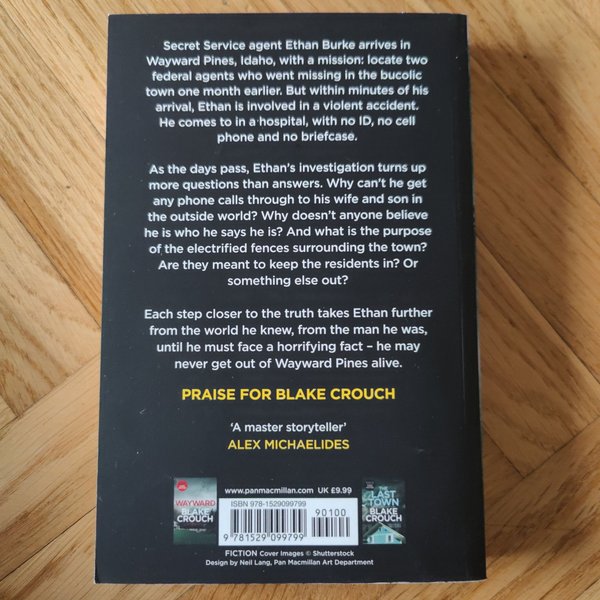 Secret Service agent Ethan Burke arrives in
Wayward Pines, Idaho, with a mission: locate two
federal agents who went missing in the bucolic
town one month earlier. But within minutes of his
arrival, Ethan is involved in a violent accident.
He comes to in a hospital, with no ID, no cell
phone and no briefcase.
As the days pass, Ethan's investigation turns up
more questions than answers. Why can't he get
any phone calls through to his wife and son in
the outside world? Why doesn't anyone believe
he is who he says he is? And what is the purpose
of the electrified fences surrounding the town?
Are they meant to keep the residents in? Or
something else out?
Each step closer to the truth takes Ethan further
from the world he knew, from the man he was,
until he must face a horrifying fact – he may
never get out of Wayward Pines alive.
PRAISE FOR BLAKE CROUCH
‘A master storyteller’
ALEX MICHAELIDES
www.panmacmillan.com UK £9.99
ISBN 978-1529099799
90100
9 781529 099799
WAYWARD
BLAKE
CROUCH
THE
LAST
TOWN
BLAKE
CROUCH
FICTION Cover Images © Shutterstock
Design by Neil Lang, Pan Macmillan Art Department